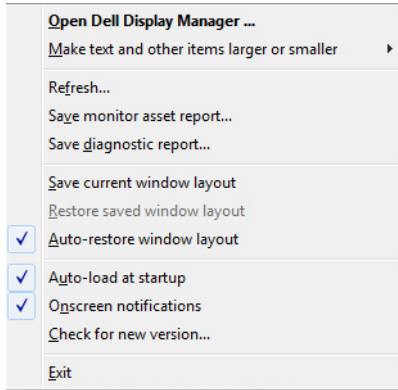 Open Dell Display Manager ...
Make text and other items larger or smaller
Refresh...
Save monitor asset report...
Save diagnostic report...
Save current window layout
Restore saved window layout
Auto-restore window layout
Auto-load at startup
Onscreen notifications
Check for new version...
Exit